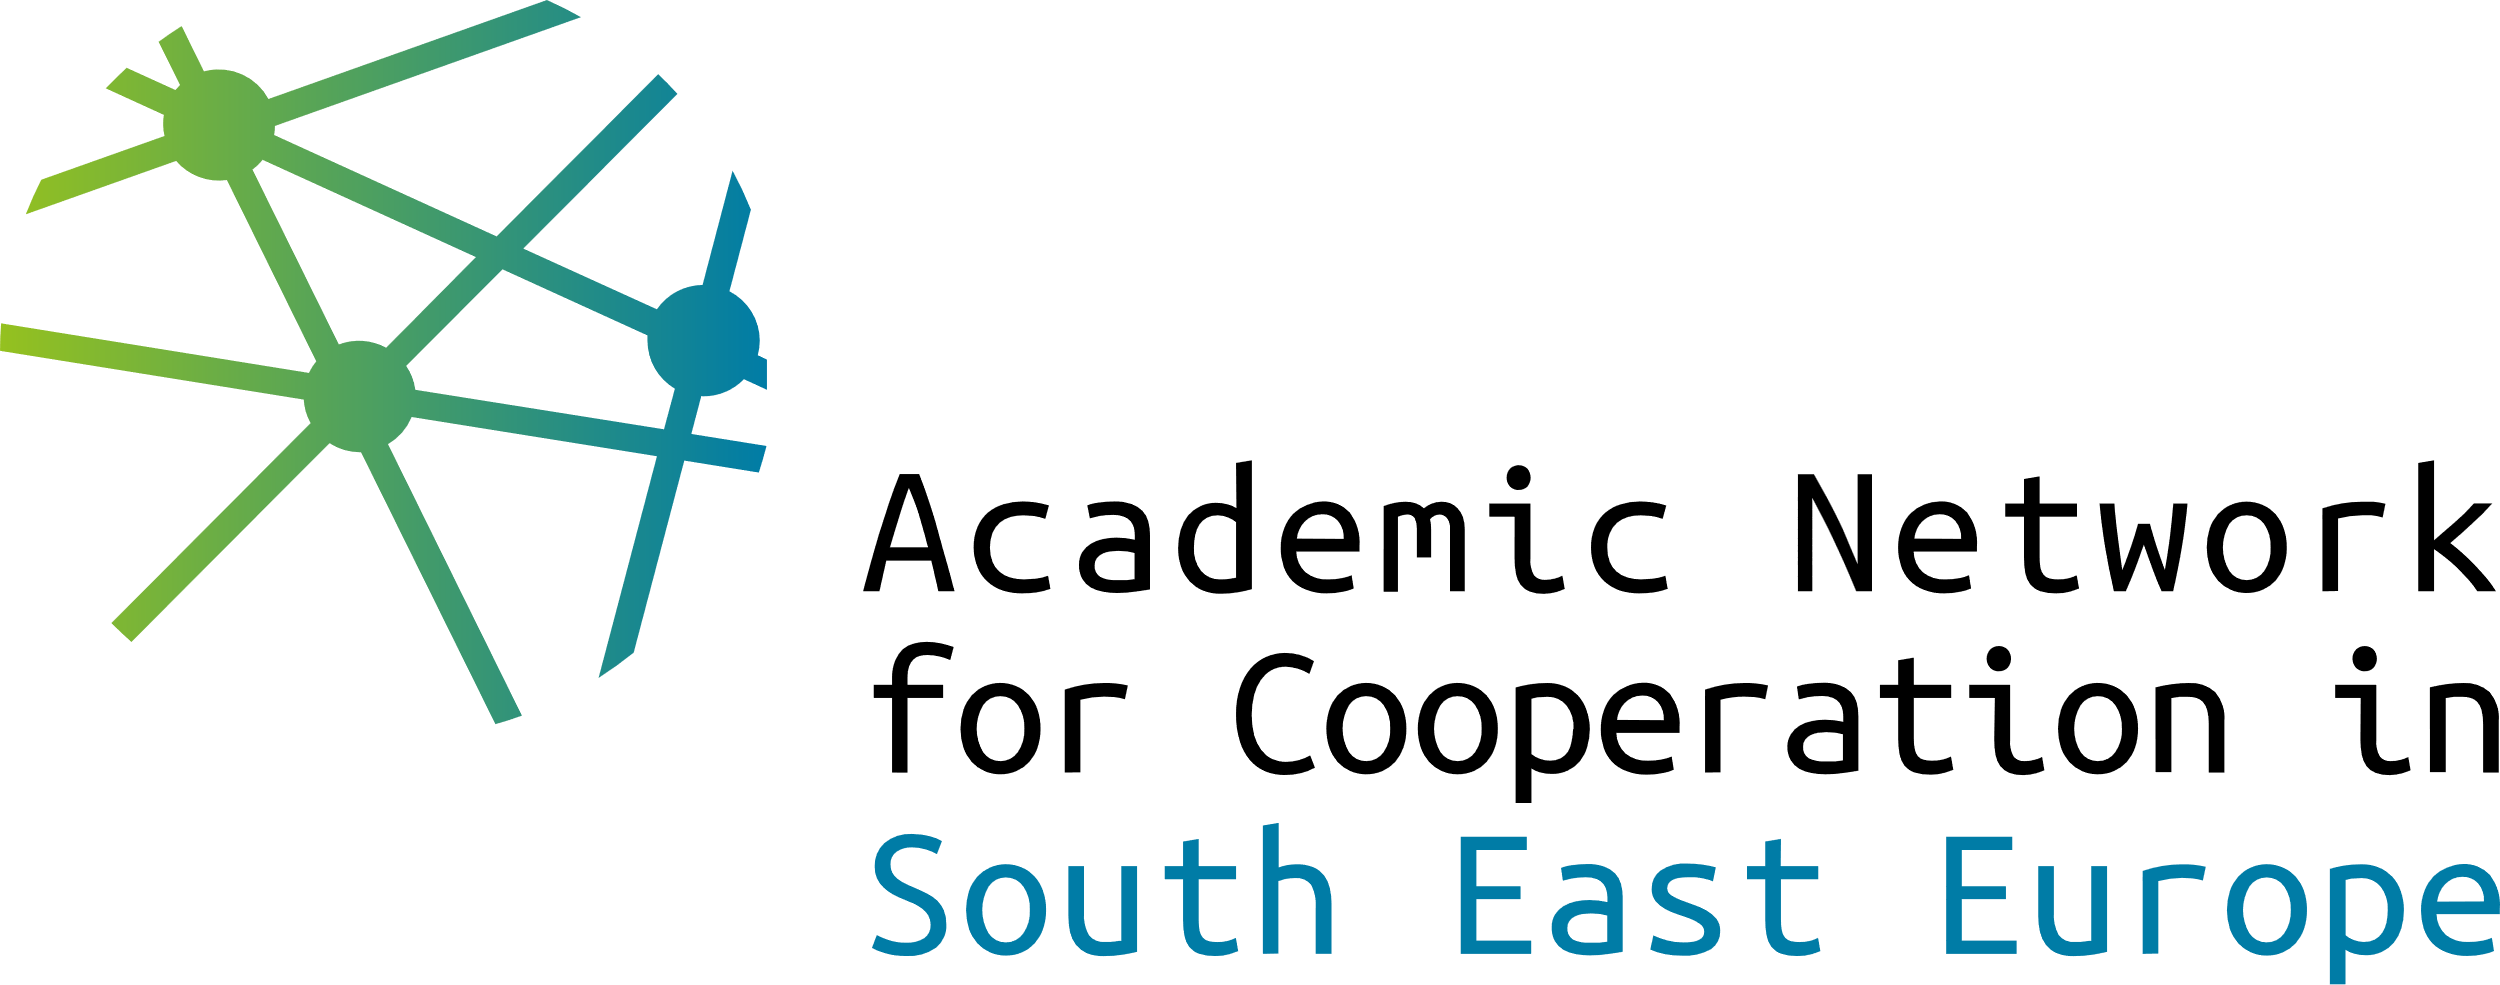 Academic Network
for Cooperation in
South East Europe